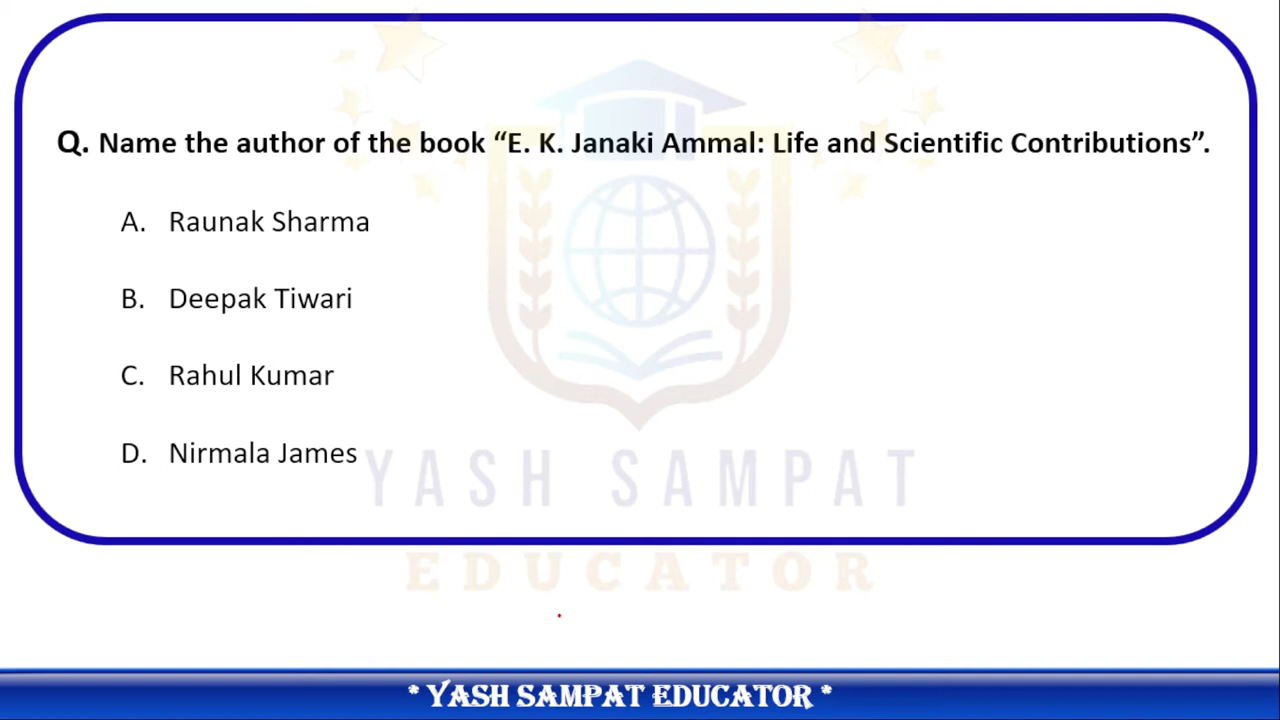 Q. Name the author of the book “E. K. Janaki Ammal: Life and Scientific Contributions”.
A. Raunak Sharma
B. Deepak Tiwari
C. Rahul Kumar
D. Nirmala James
YASH SAMPAT
EDUCATOR
* YASH SAMPAT EDUCATOR *